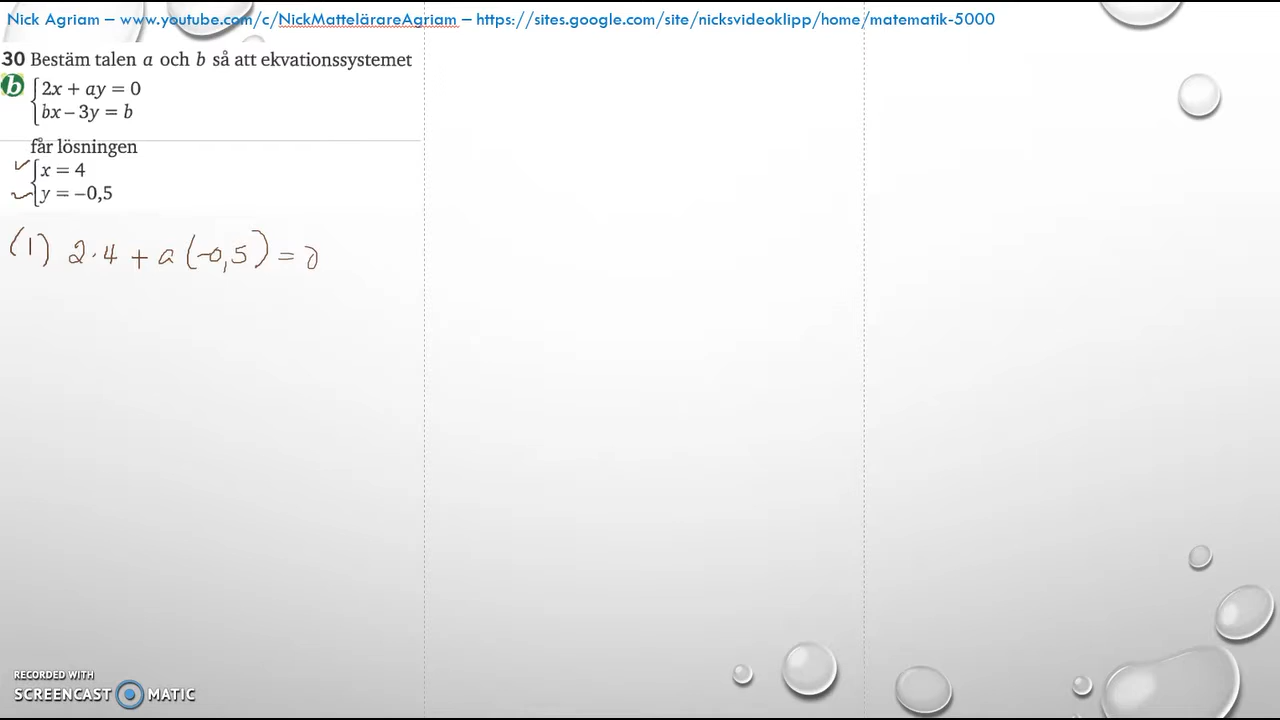 Nick Agriam – www.youtube.com/c/NickMattelärareAgriam – https://sites.google.com/site/nicksvideoklipp/home/matematik-5000
30 Bestäm talen a och b så att ekvationssystemet
b
2x + ay = 0
bx – 3y = b
får lösningen
x = 4
y = –0,5
(1) 2·4 + a(-0,5) = 0
RECORDED WITH
SCREENCAST MATIC